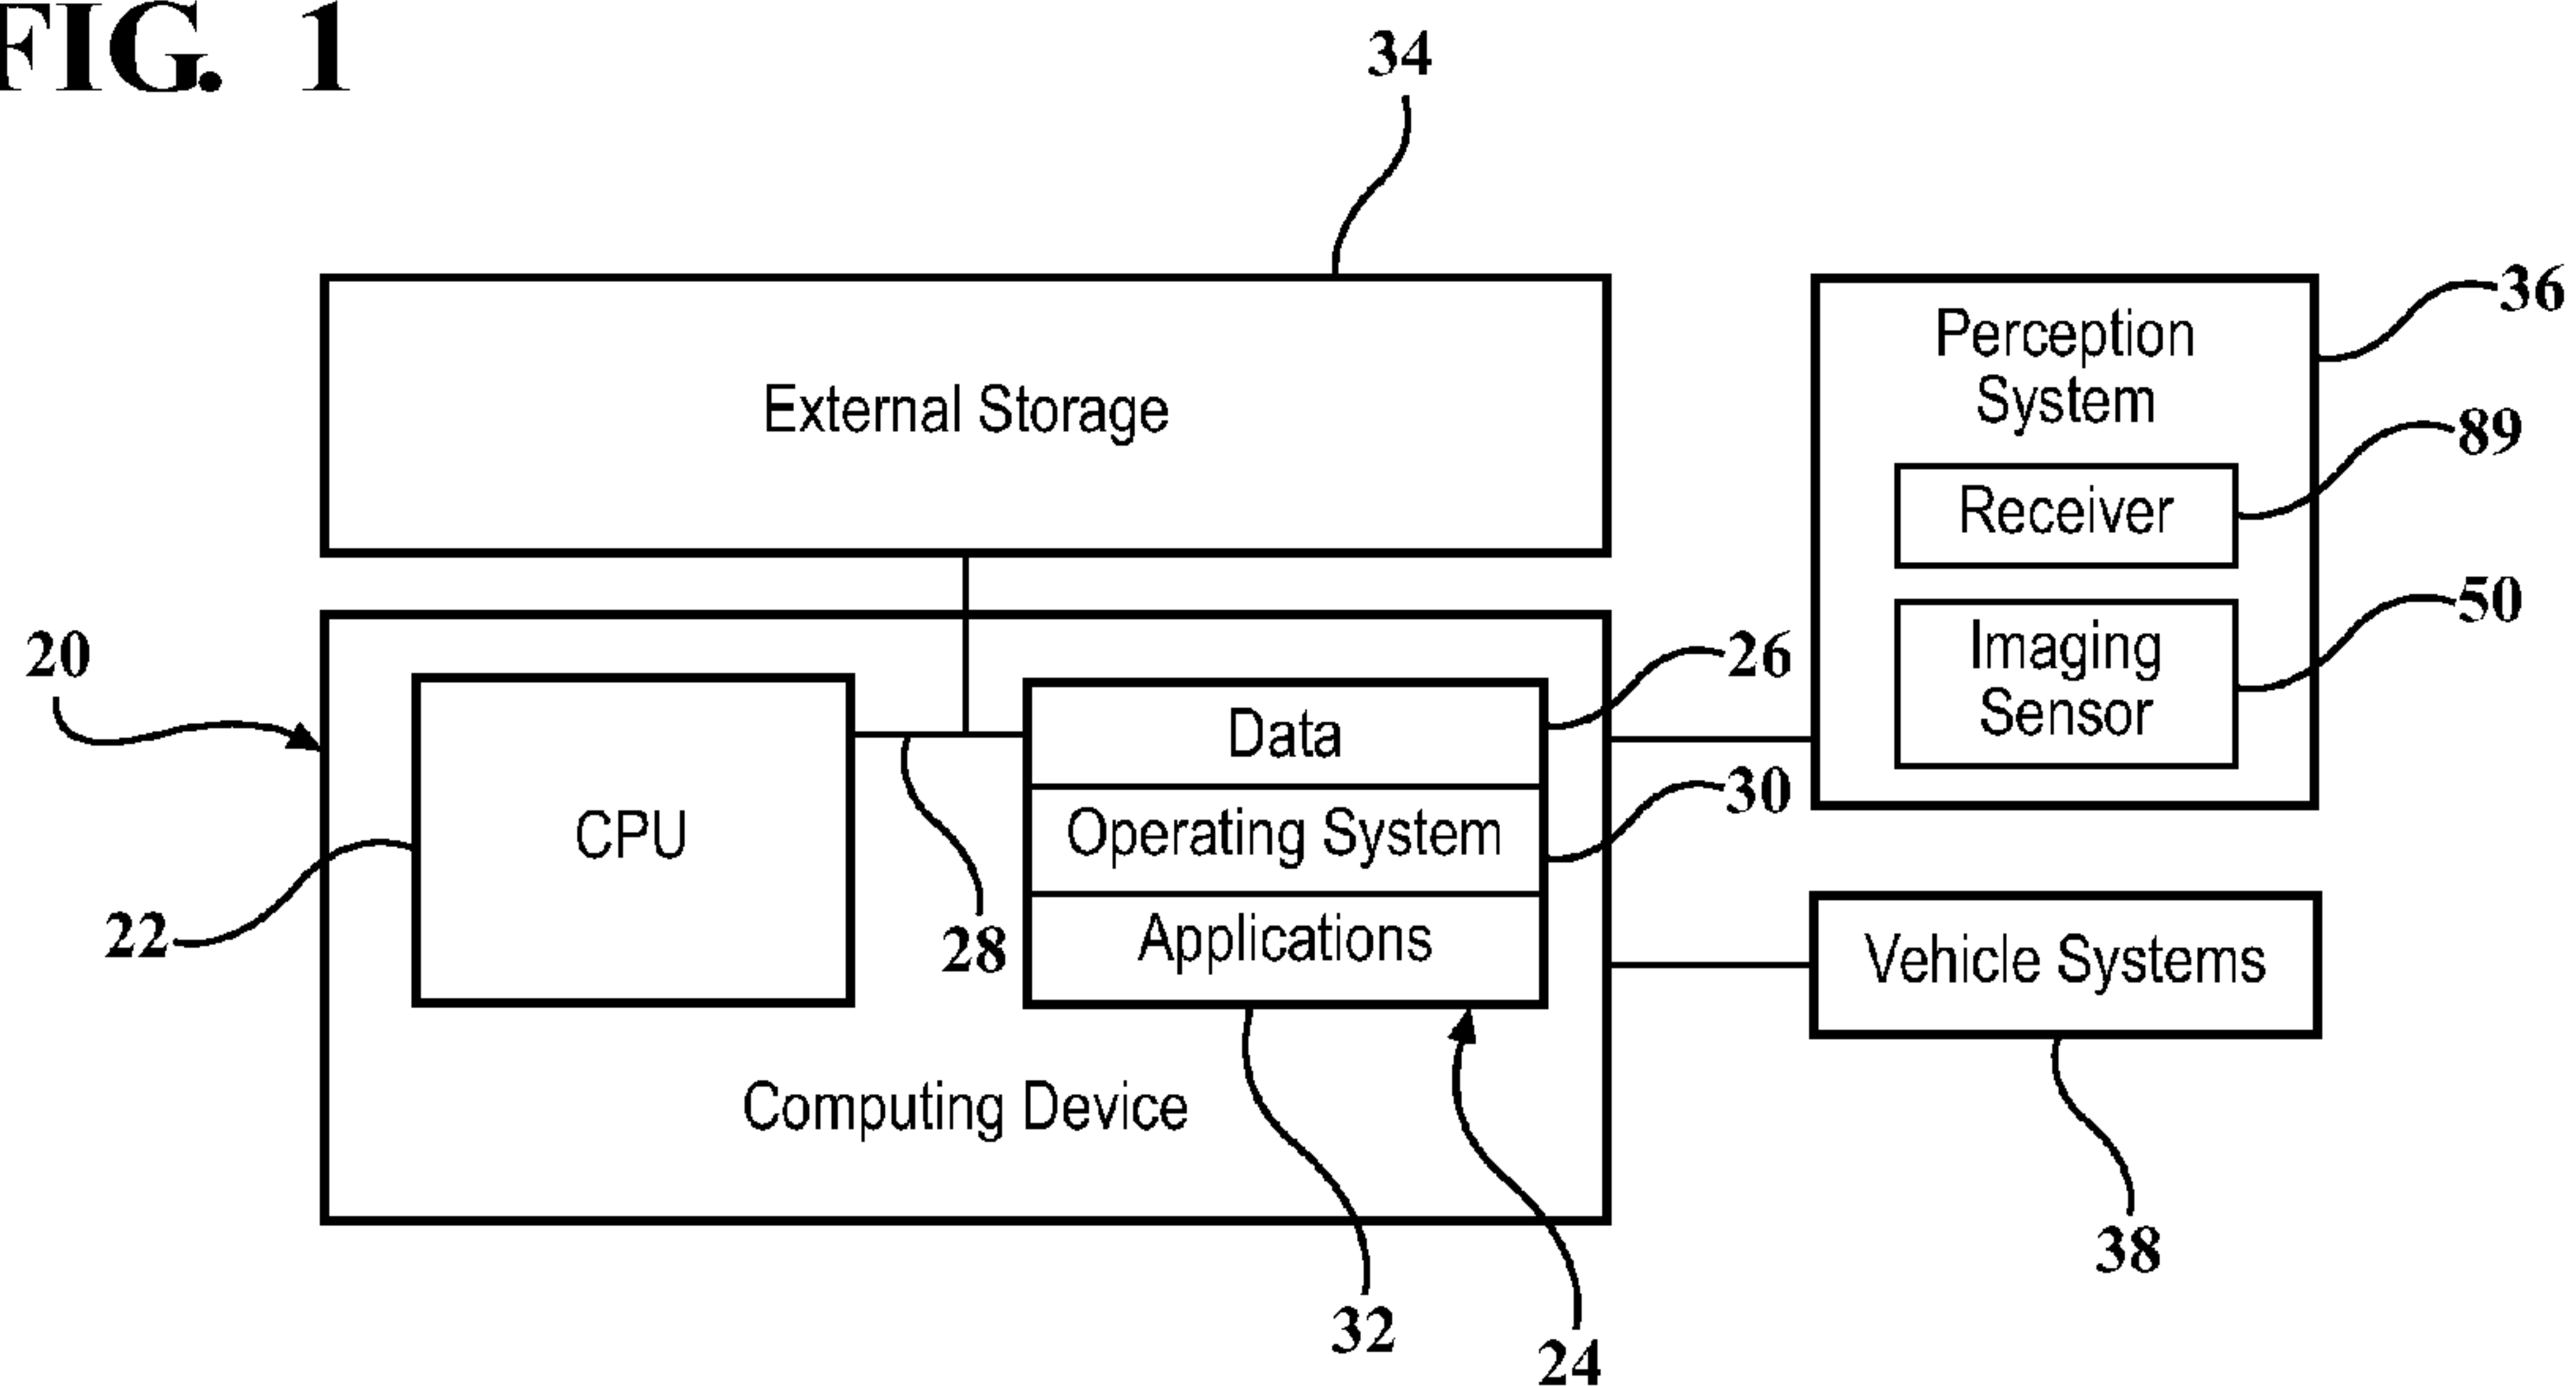 FIG. 1
34
External Storage
36
Perception
System
89
Receiver
50
Imaging
Sensor
20
26
Data
30
Operating System
CPU
22
28
Applications
Vehicle Systems
Computing Device
38
32
24